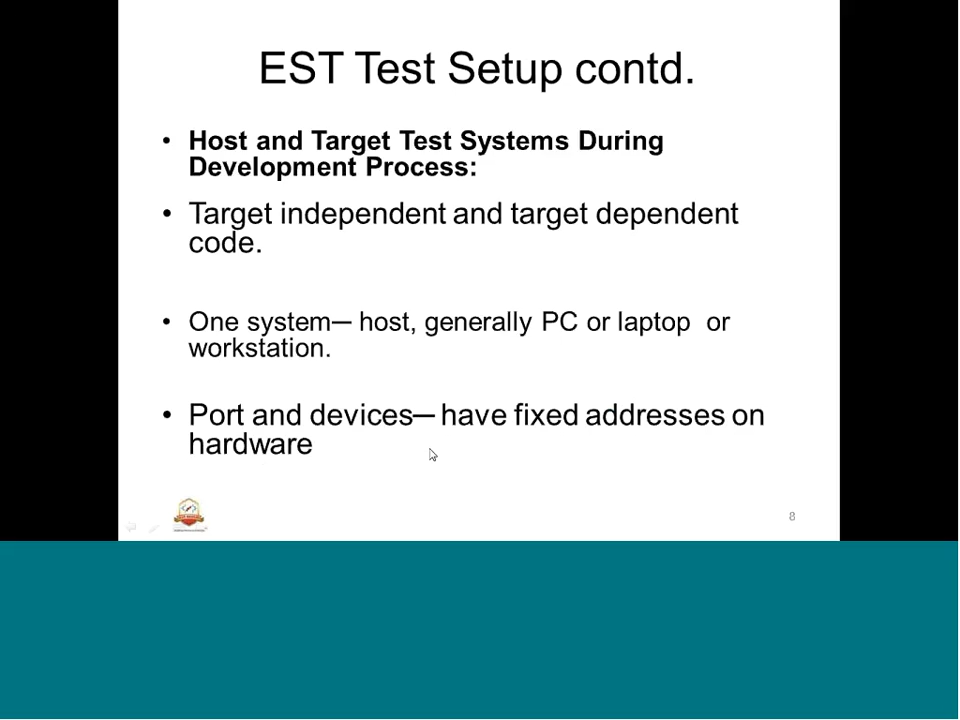 EST Test Setup contd.
• Host and Target Test Systems During
Development Process:
• Target independent and target dependent
code.
• One system─ host, generally PC or laptop or
workstation.
• Port and devices─ have fixed addresses on
hardware
8